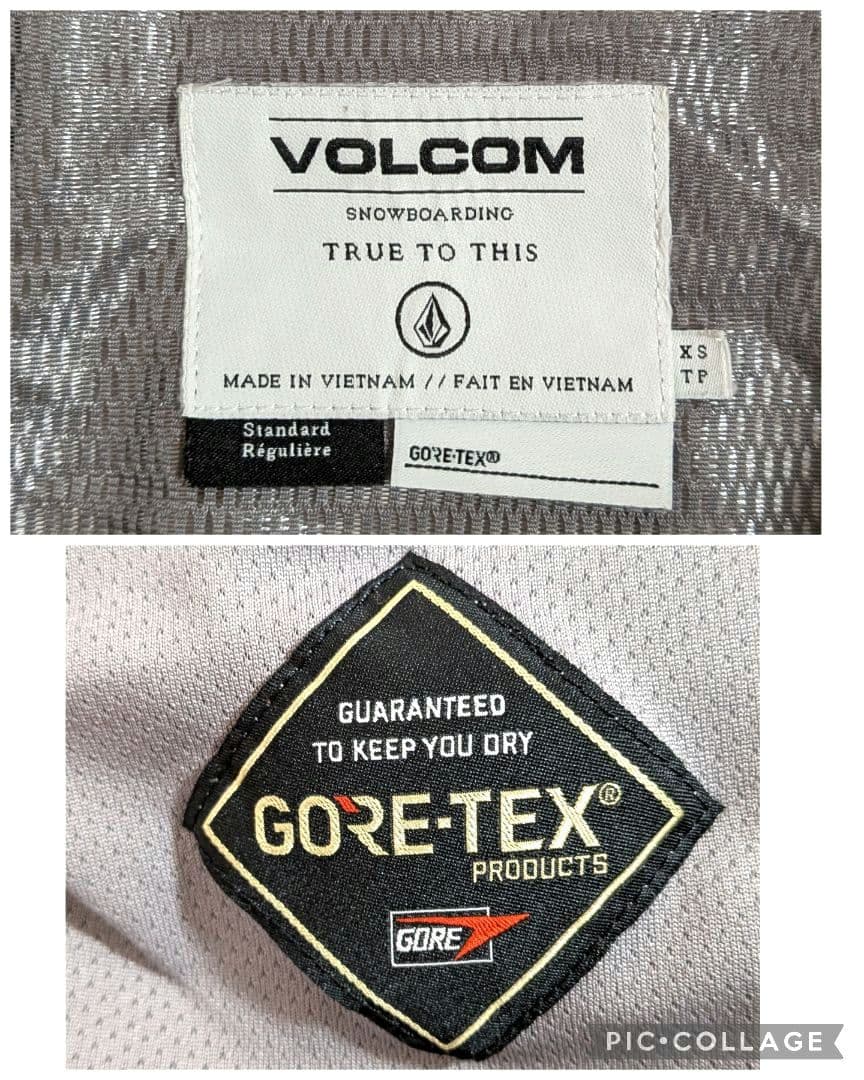 VOLCOM
SNOWBOARDING
TRUE TO THIS
MADE IN VIETNAM // FAIT EN VIETNAM
XS
TP
Standard
Régulière
GORE-TEX®
GUARANTEED
TO KEEP YOU DRY
GORE-TEX®
PRODUCTS
GORE
PIC•COLLAGE